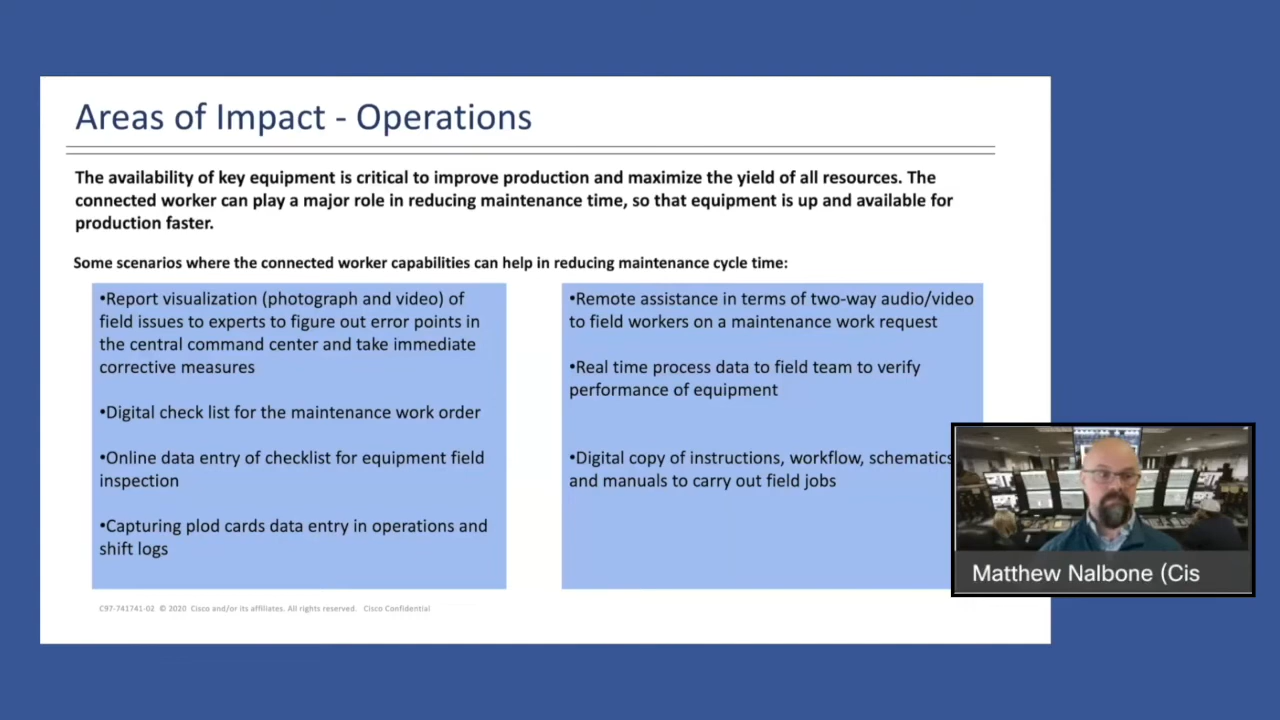 Areas of Impact - Operations
The availability of key equipment is critical to improve production and maximize the yield of all resources. The
connected worker can play a major role in reducing maintenance time, so that equipment is up and available for
production faster.
Some scenarios where the connected worker capabilities can help in reducing maintenance cycle time:
•Report visualization (photograph and video) of
field issues to experts to figure out error points in
the central command center and take immediate
corrective measures
•Digital check list for the maintenance work order
•Online data entry of checklist for equipment field
inspection
•Capturing plod cards data entry in operations and
shift logs
•Remote assistance in terms of two-way audio/video
to field workers on a maintenance work request
•Real time process data to field team to verify
performance of equipment
•Digital copy of instructions, workflow, schematics
and manuals to carry out field jobs
C97-741741-02 © 2020 Cisco and/or its affiliates. All rights reserved. Cisco Confidential
Matthew Nalbone (Cis